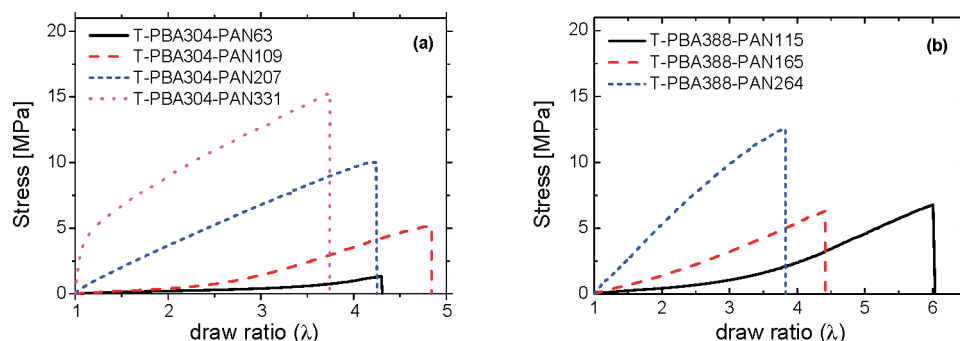 20
15
10
5
0
Stress [MPa]
T-PBA304-PAN63
T-PBA304-PAN109
T-PBA304-PAN207
T-PBA304-PAN331
(a)
1 2 3 4 5
draw ratio (λ)
20
15
10
5
0
Stress [MPa]
T-PBA388-PAN115
T-PBA388-PAN165
T-PBA388-PAN264
(b)
1 2 3 4 5 6
draw ratio (λ)